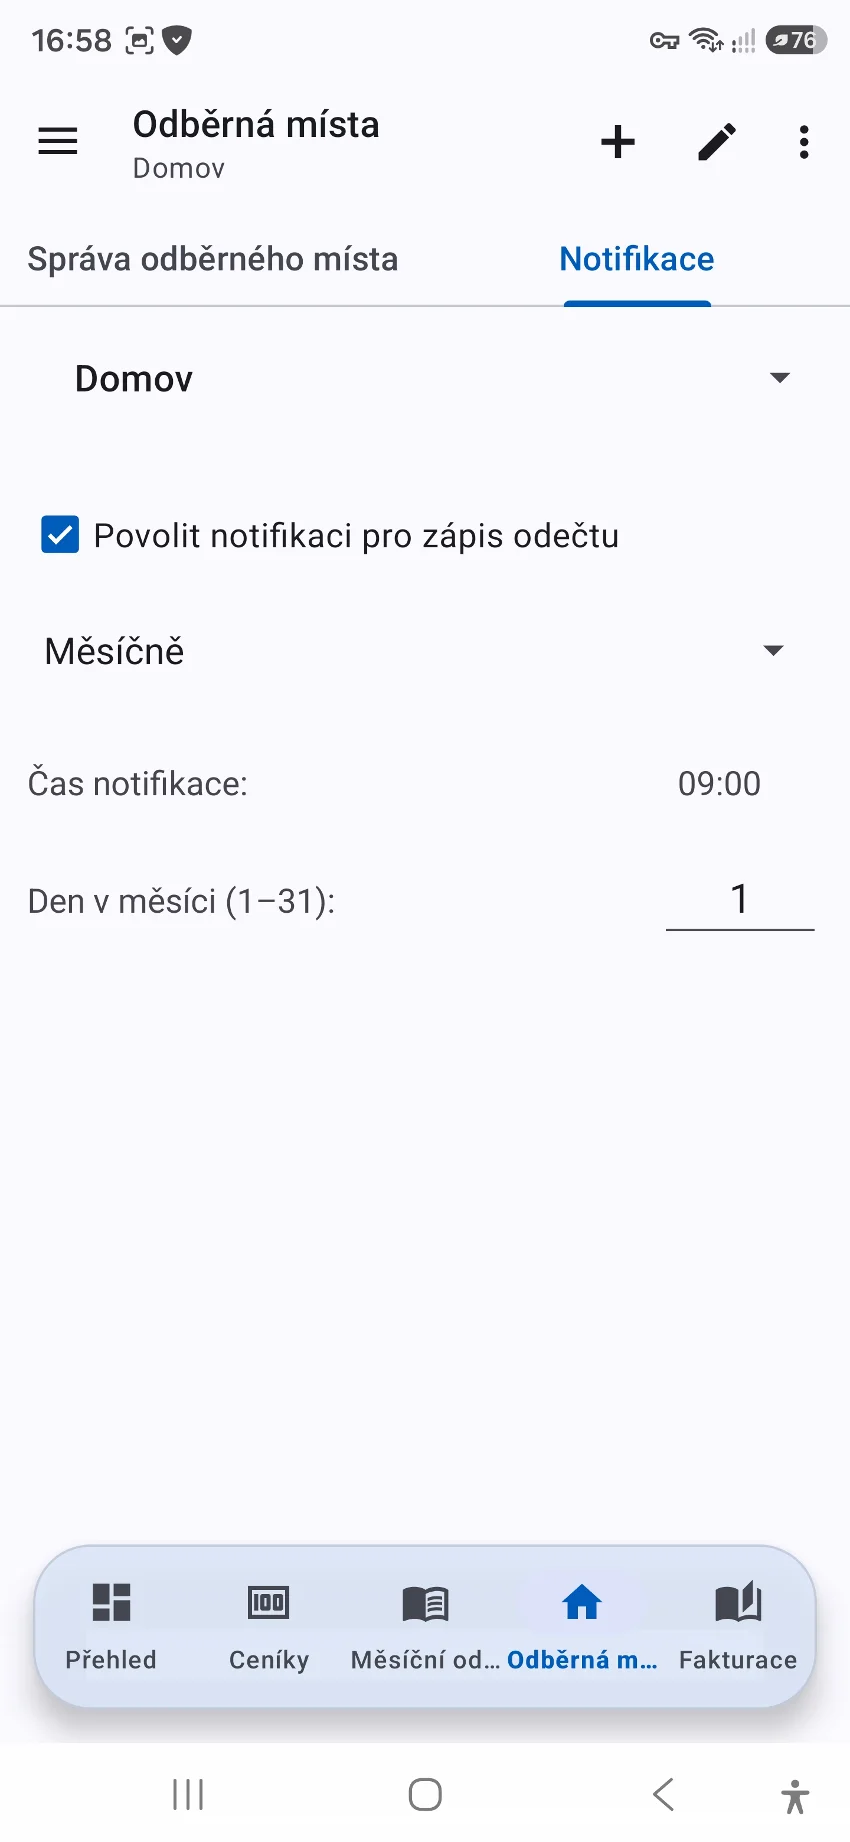 16:58
76
Odběrná místa
Domov
Správa odběrného místa
Notifikace
Domov
Povolit notifikaci pro zápis odečtu
Měsíčně
Čas notifikace:
09:00
Den v měsíci (1–31):
1
100
Přehled
Ceníky
Měsíční od...
Odběrná m...
Fakturace